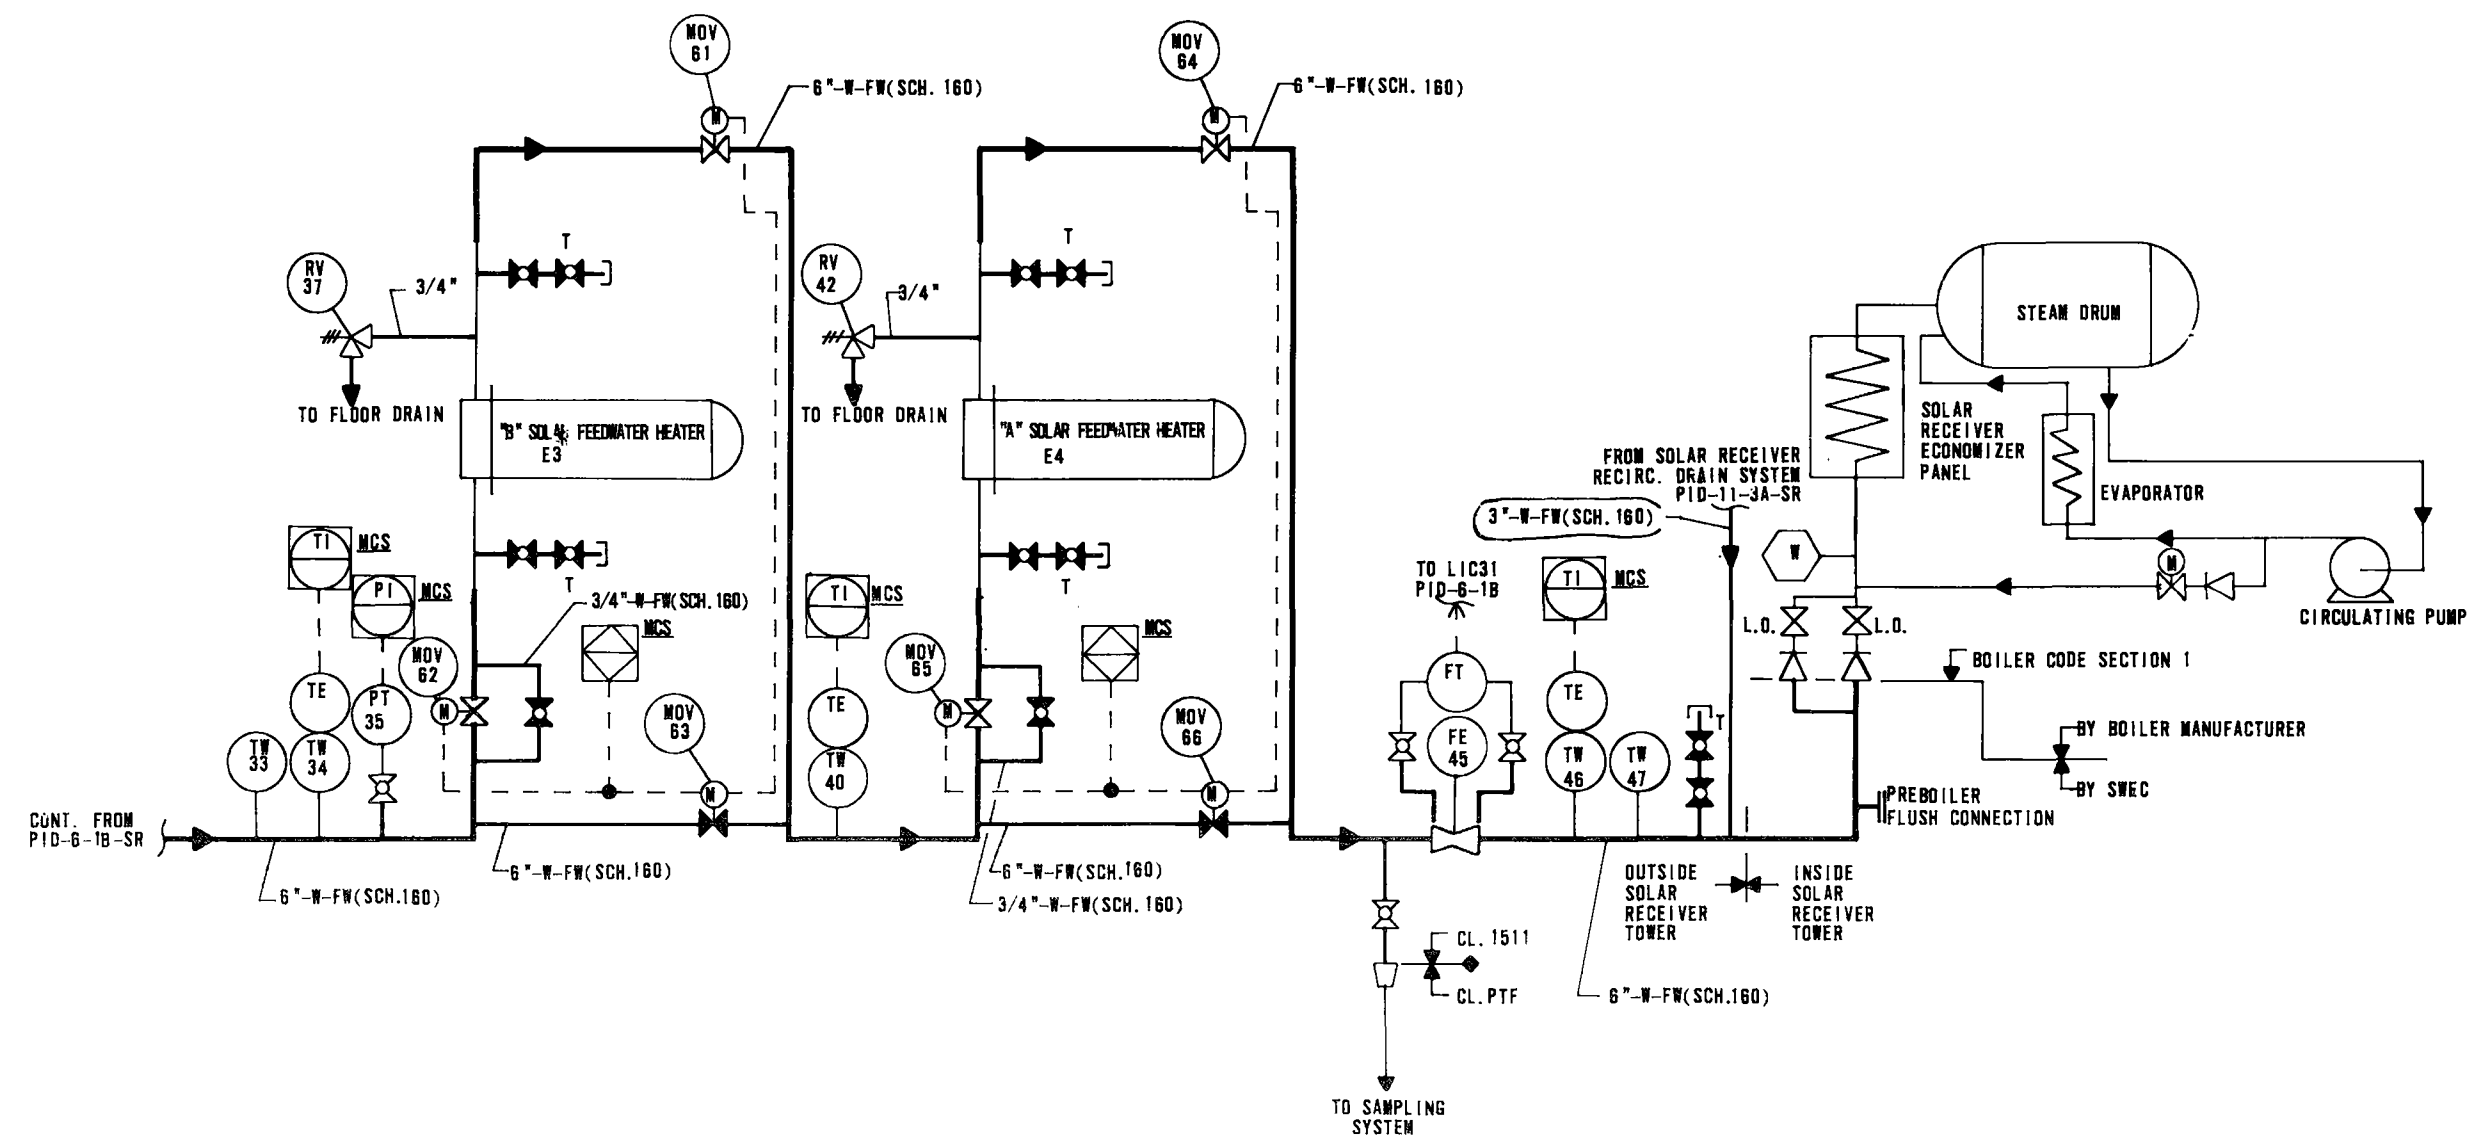 MOV
61
6"-W-FW(SCH. 160)
MOV
64
6"-W-FW(SCH. 160)
T
RV
37
3/4"
M
TO FLOOR DRAIN
"B" SOLAR FEEDWATER HEATER
E3
T
RV
42
3/4"
M
TO FLOOR DRAIN
"A" SOLAR FEEDWATER HEATER
E4
STEAM DRUM
SOLAR
RECEIVER
ECONOMIZER
PANEL
EVAPORATOR
FROM SOLAR RECEIVER
RECIRC. DRAIN SYSTEM
PID-11-3A-SR
3"-W-FW(SCH.160)
W
M
CIRCULATING PUMP
L.O.
L.O.
BOILER CODE SECTION 1
BY BOILER MANUFACTURER
BY SWEC
PREBOILER
FLUSH CONNECTION
TI
MCS
PI
MCS
T
3/4"-W-FW(SCH.160)
MCS
MOV
62
M
TE
PT
35
TW
33
TW
34
MOV
63
M
CONT. FROM
PID-6-1B-SR
6"-W-FW(SCH.160)
6"-W-FW(SCH.160)
TI
MCS
T
MCS
MOV
65
M
TE
TW
40
MOV
66
M
6"-W-FW(SCH.160)
3/4"-W-FW(SCH.160)
TO LIC31
PID-6-1B
FT
FE
45
TI
MCS
TE
TW
46
TW
47
T
OUTSIDE
SOLAR
RECEIVER
TOWER
INSIDE
SOLAR
RECEIVER
TOWER
CL. 1511
CL.PTF
6"-W-FW(SCH.160)
TO SAMPLING
SYSTEM